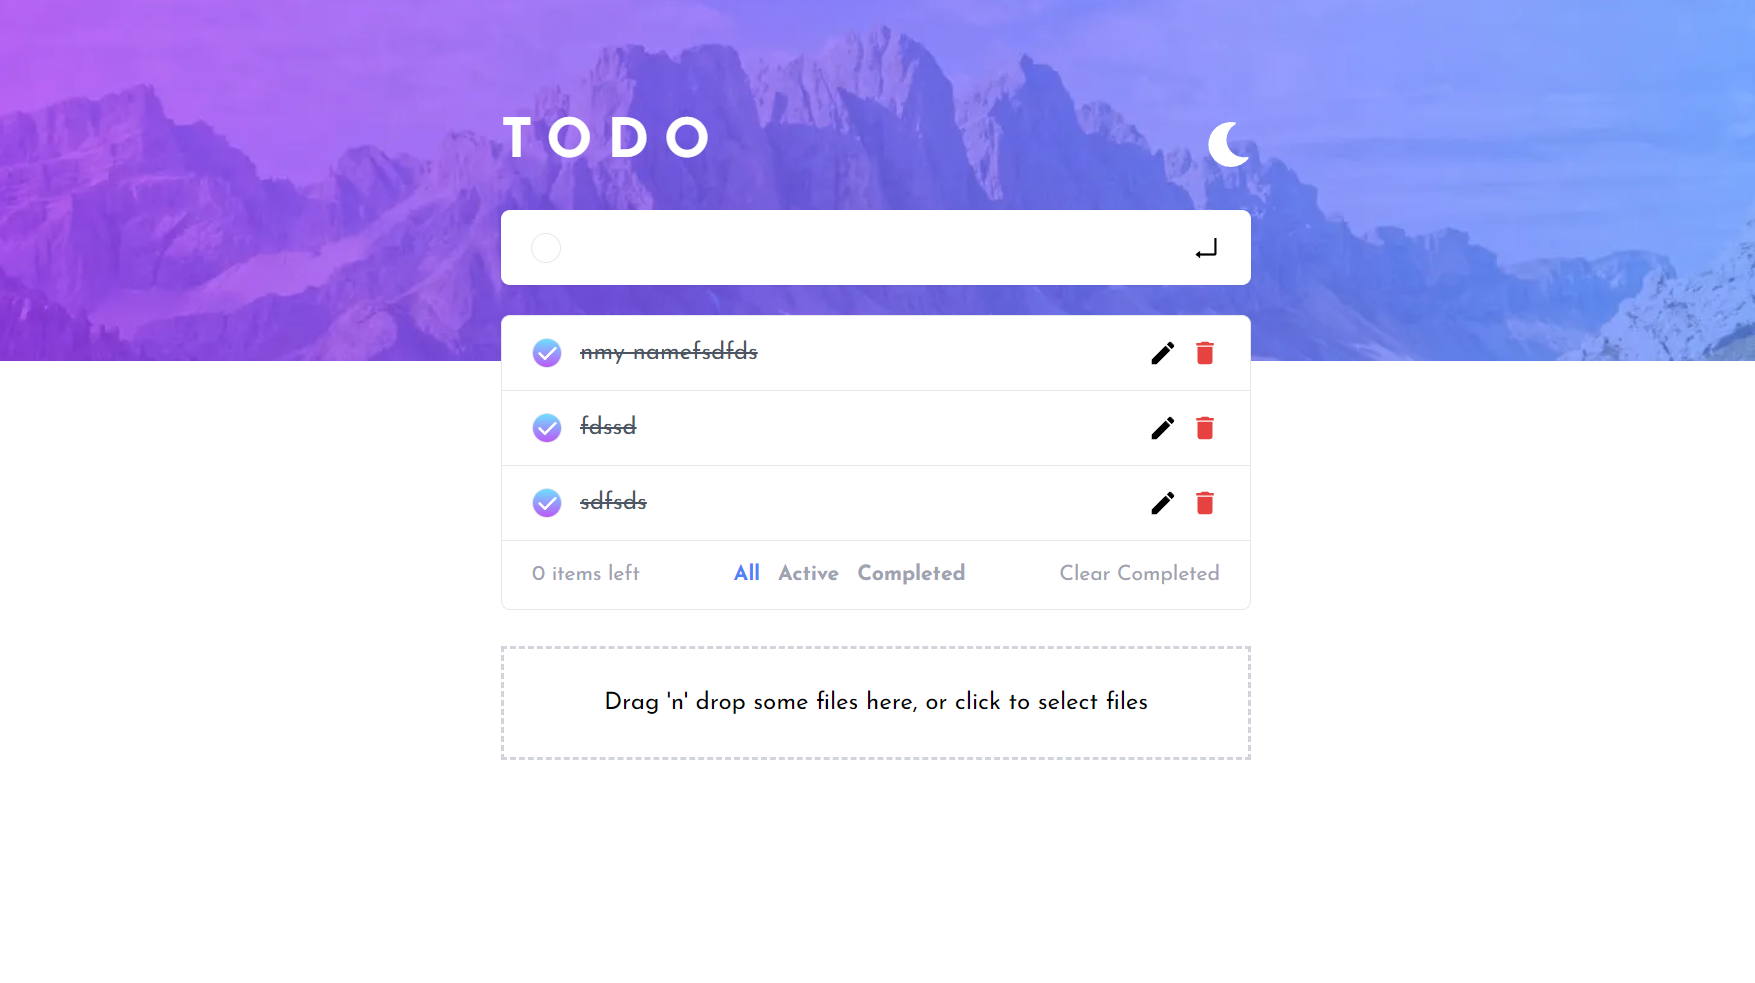 TODO
nmy namefsdfds
fdssd
sdfsds
0 items left All Active Completed Clear Completed
Drag 'n' drop some files here, or click to select files